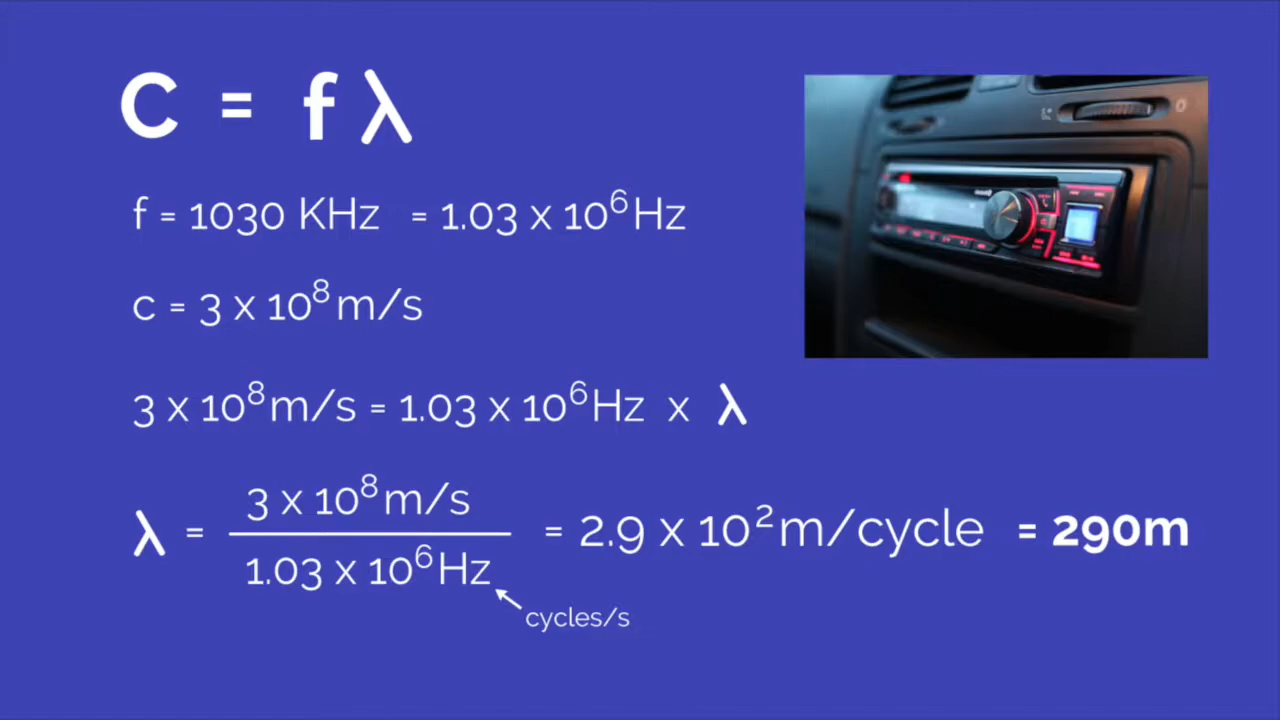 C = f λ
f = 1030 KHz = 1.03 x 10⁶Hz
c = 3 x 10⁸m/s
3 x 10⁸m/s = 1.03 x 10⁶Hz x λ
λ = 3 x 10⁸m/s / 1.03 x 10⁶Hz = 2.9 x 10²m/cycle = 290m
cycles/s